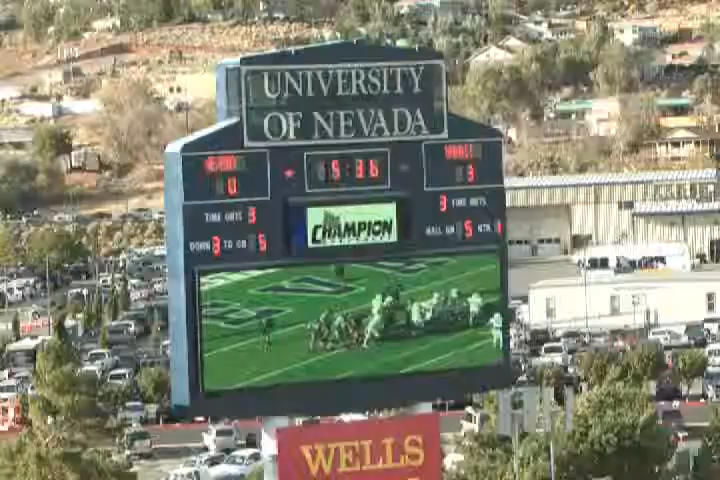 UNIVERSITY
OF NEVADA
5:36
0
3
TIME OUTS 3
3 TIME OUTS
DOWN 3 TO GO 5
BALL ON 5 QTR 1
CHAMPION
WELLS